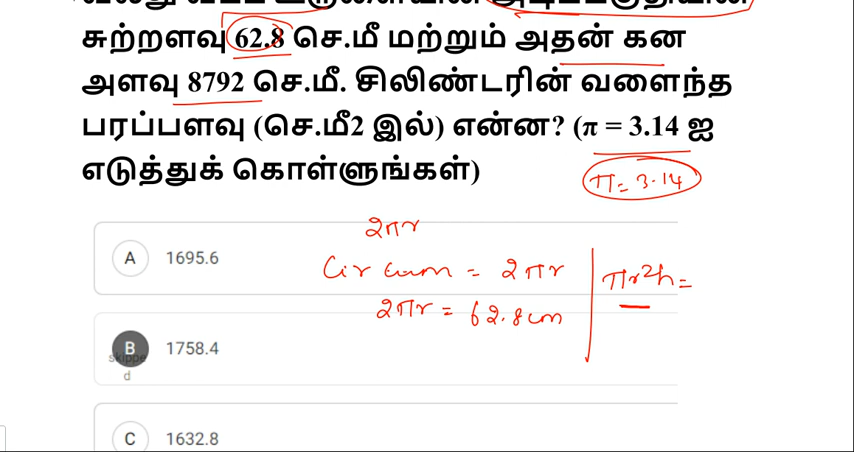 சுற்றளவு 62.8 செ.மீ மற்றும் அதன் கன
அளவு 8792 செ.மீ. சிலிண்டரின் வளைந்த
பரப்பளவு (செ.மீ2 இல்) என்ன? (π = 3.14 ஐ
எடுத்துக் கொள்ளுங்கள்)
π = 3.14
2πr
A 1695.6
Circum = 2πr
πr2h =
2πr = 62.8cm
B 1758.4
skippe
d
C 1632.8